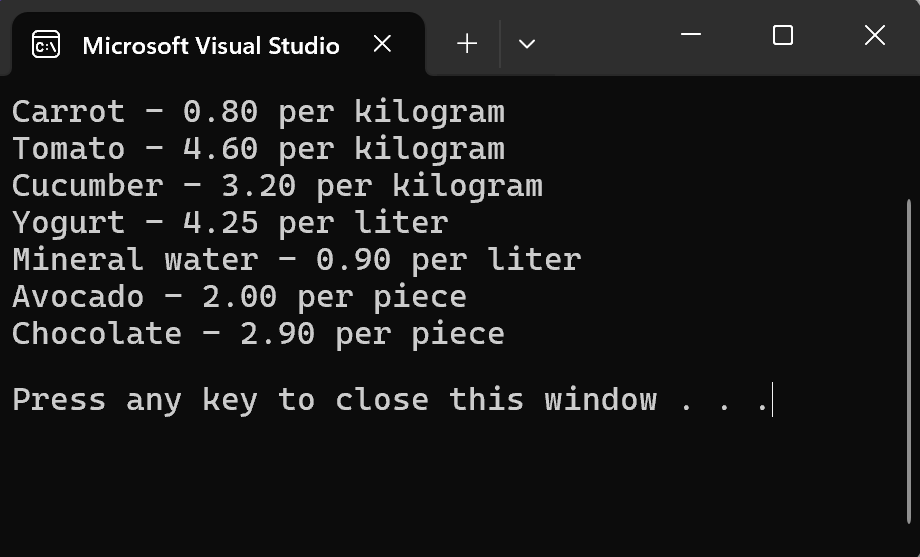 Microsoft Visual Studio
Carrot - 0.80 per kilogram
Tomato - 4.60 per kilogram
Cucumber - 3.20 per kilogram
Yogurt - 4.25 per liter
Mineral water - 0.90 per liter
Avocado - 2.00 per piece
Chocolate - 2.90 per piece
Press any key to close this window . . .